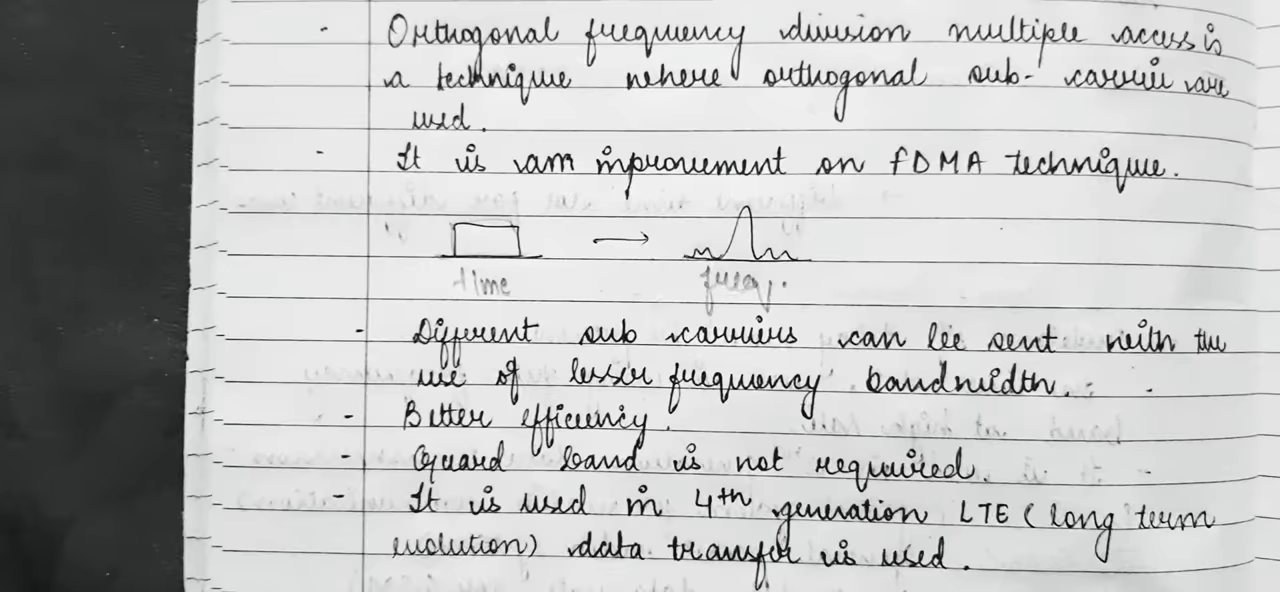 - Orthogonal frequency division multiple access is
a technique where orthogonal sub- carrier are
used.
- It is am improvement on FDMA technique.
time → freq.
- Different sub carriers can be sent with the
use of lesser frequency bandwidth.
- Better efficiency.
- Guard band is not required.
- It is used in 4th generation LTE (long term
evolution) data transfer is used.